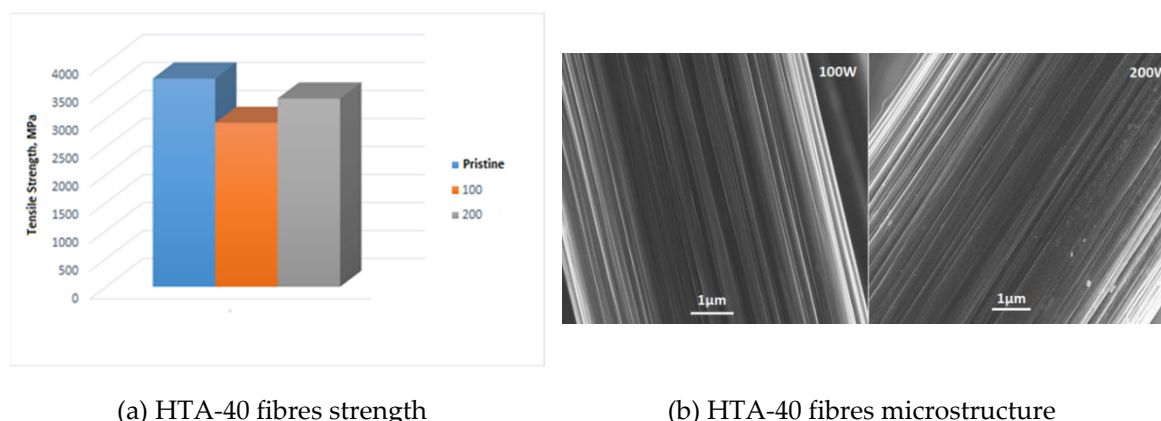 4000
3500
3000
2500
2000
1500
1000
500
0
Tensile Strength, MPa
Pristine
100
200
100W
1µm
200W
1µm
(a) HTA-40 fibres strength
(b) HTA-40 fibres microstructure